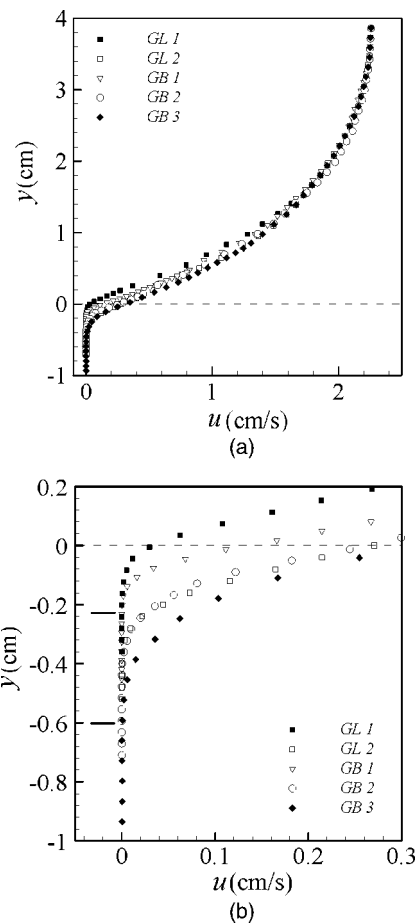 4
3
2
1
0
-1
y(cm)
GL 1
GL 2
GB 1
GB 2
GB 3
0
1
2
u(cm/s)
(a)
0.2
0
-0.2
-0.4
-0.6
-0.8
-1
y(cm)
GL 1
GL 2
GB 1
GB 2
GB 3
0
0.1
0.2
0.3
u(cm/s)
(b)